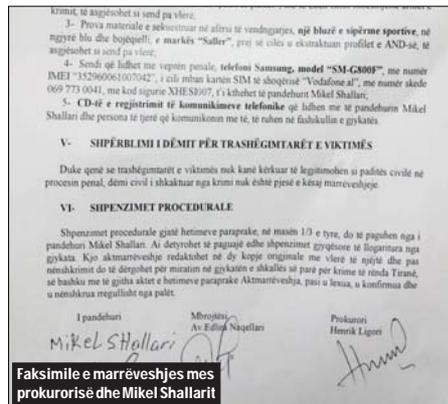 krimit, të asgjësohet si send pa vlerë;
3- Prova materiale e sekuestruar në afërsi të vendngjarjes, një bluzë e sipërme sportive, në
ngjyrë blu dhe bojëqielli; e markës "Saller", prej së cilës u ekstraktuan profilet e AND-së, të
asgjësohet si send pa vlerë;
4- Sendi që lidhet me veprën penale, telefoni Samsung, model "SM-G800F", me numër
IMEI "352960061007042", i cili mban kartën SIM të shoqërisë "Vodafone al", me numër skede
069 773 0041, me kod sigurie XHESI007, t'i kthehet të pandehurit Mikel Shallari;
5- CD-të e regjistrimit të komunikimeve telefonike që lidhen me të pandehurin Mikel
Shallari dhe persona të tjerë që komunikonin me të, të ruhen në fashikullin e gjykatës.
V- SHPËRBLIMI I DËMIT PËR TRASHËGIMTARËT E VIKTIMËS
Duke qenë se trashëgimtarët e viktimës nuk kanë kërkuar të legjitimohen si paditës civilë në
procesin penal, dëmi civil i shkaktuar nga krimi nuk është pjesë e kësaj marrëveshjeje.
VI- SHPENZIMET PROCEDURALE
Shpenzimet procedurale gjatë hetimeve paraprake, në masën 1/3 e tyre, do të paguhen nga i
pandehuri Mikel Shallari. Ai detyrohet të paguajë edhe shpenzimet gjyqësore të llogaritura nga
gjykata. Kjo aktmarrëveshje redaktohet në dy kopje origjinale me vlerë të njëjtë dhe pas
nënshkrimit do të dërgohet për miratim në gjykatën e shkallës së parë për krime të rënda Tiranë,
së bashku me të gjitha aktet e hetimeve paraprake Aktmarrëveshja, pasi u lexua, u konfirmua dhe
u nënshkrua rregullisht nga palët.
I pandehuri Mbrojtësi Prokurori
Av Edlira Naqellari Henrik Ligori
Mikel SHallari
Faksimile e marrëveshjes mes
prokurorisë dhe Mikel Shallarit